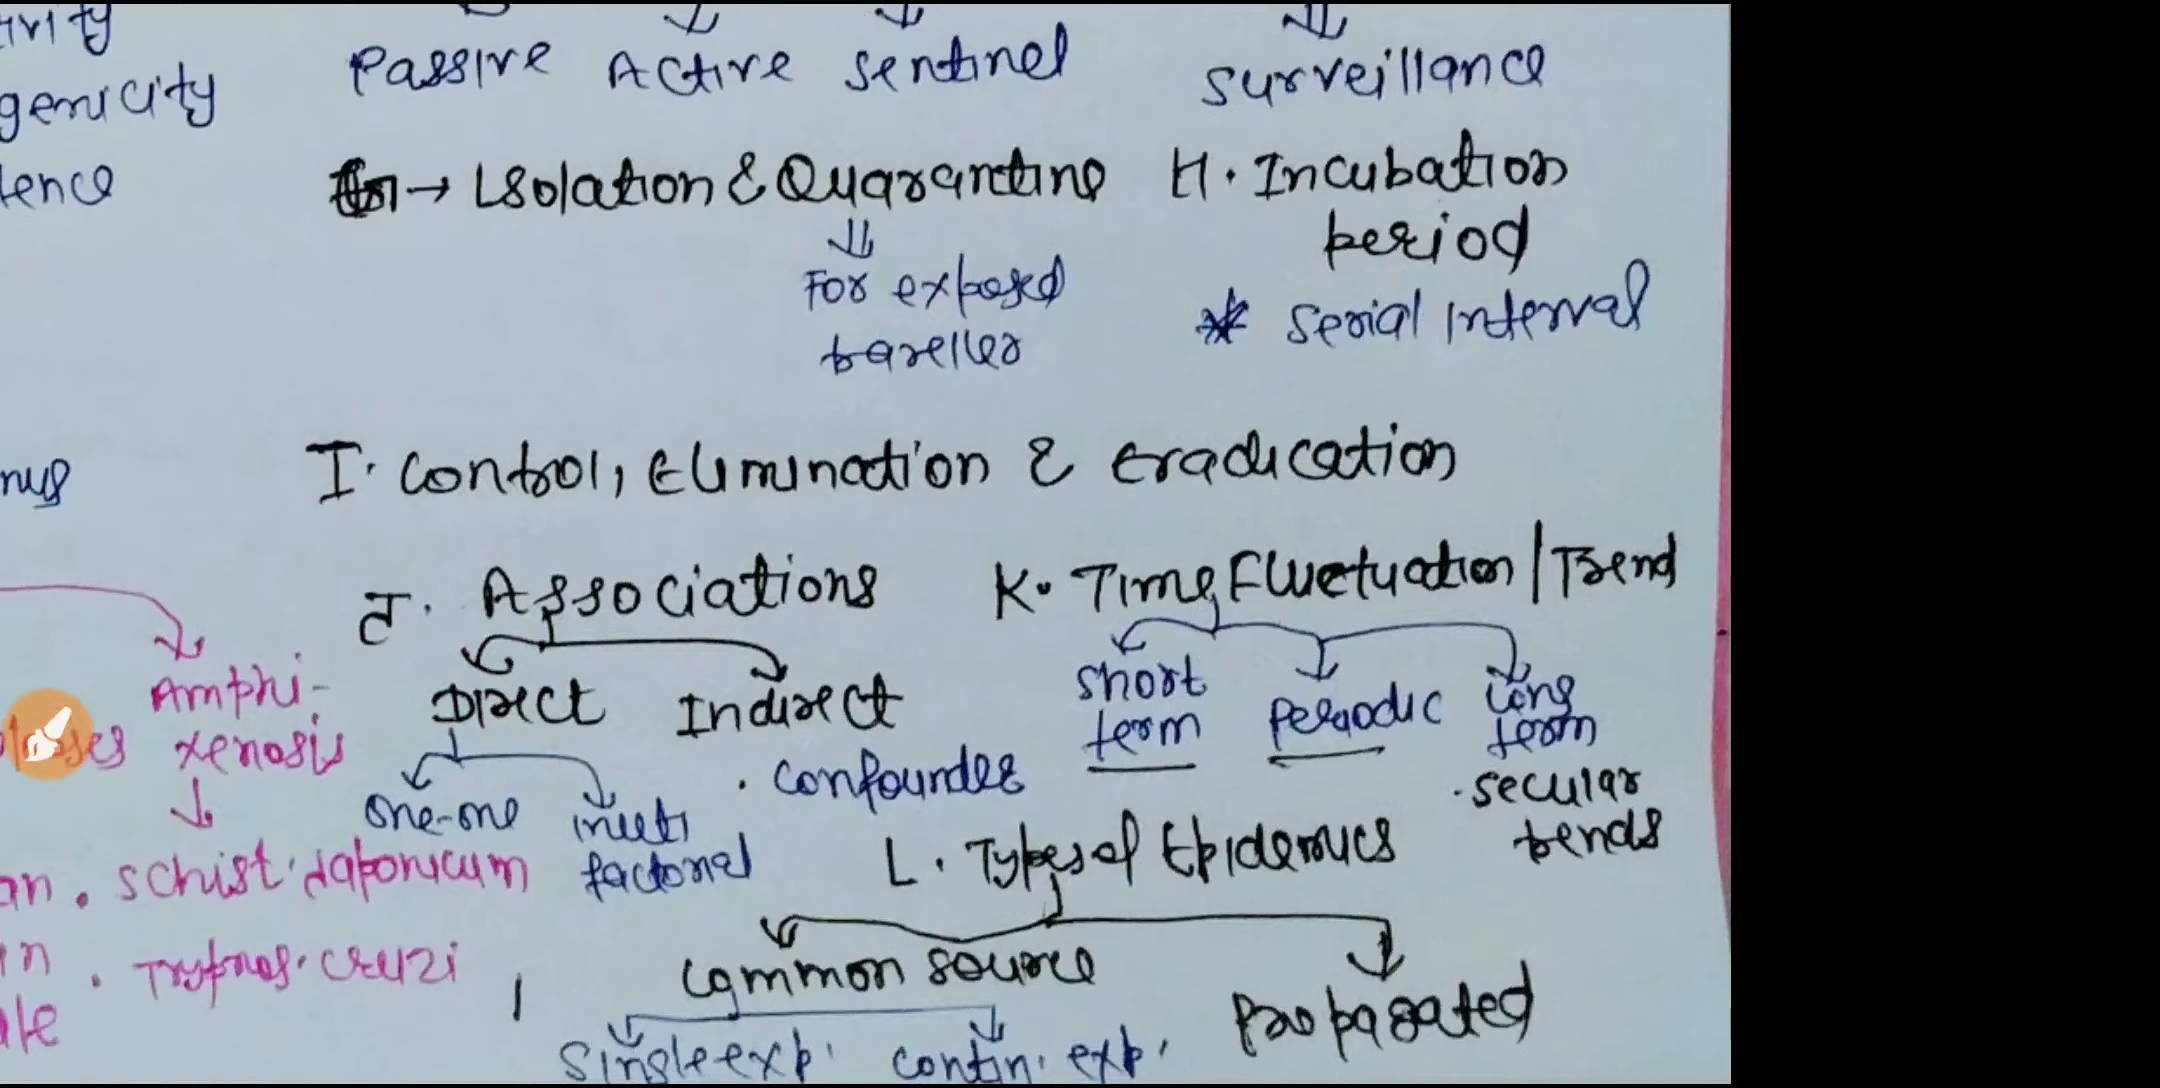 Passive Active Sentinel
Surveillance
→ Isolation & Quarantine
H. Incubation
period
For exposed
traveller
* Serial Interval
I. Control, Elimination & Eradication
J. Associations
K. Time Fluctuation / Trend
Direct Indirect
short
term
Periodic
Long
term
. Confounder
. secular
trends
one-one
multi
factorial
L. Types of Epidemics
Common source
Propagated
Single exp. contin. exp.
Amphi-
xenosis
. Schist. japonicum
. Trypnos. cruzi